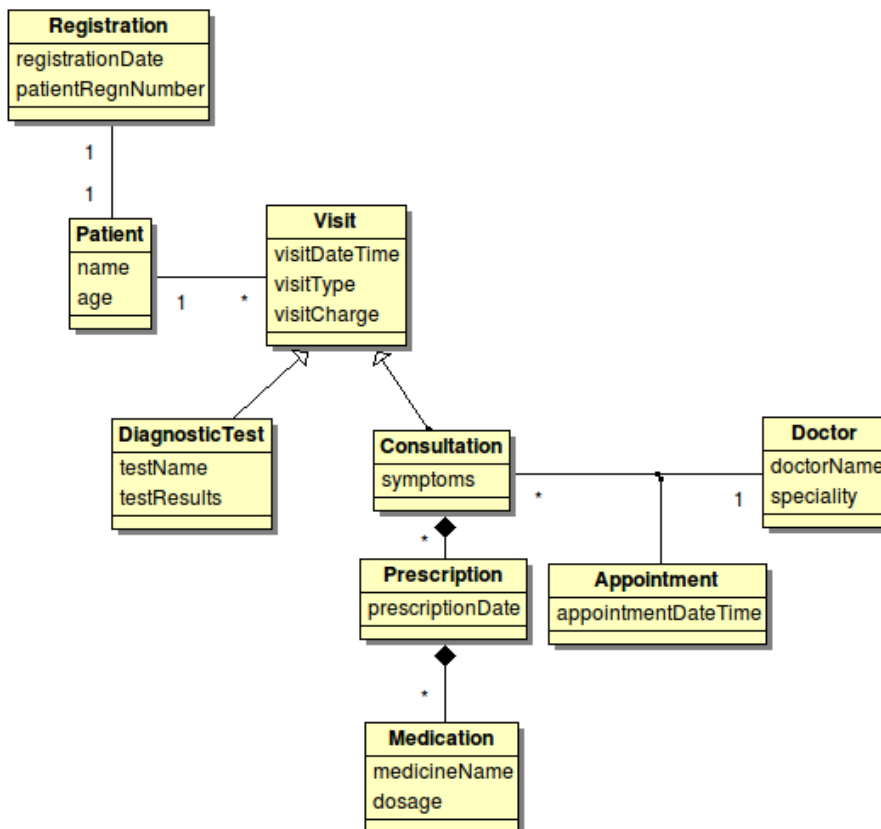 Registration
registrationDate
patientRegnNumber
1
1
Patient
name
age
1
*
Visit
visitDateTime
visitType
visitCharge
DiagnosticTest
testName
testResults
Consultation
symptoms
*
1
Doctor
doctorName
speciality
*
Prescription
prescriptionDate
Appointment
appointmentDateTime
*
Medication
medicineName
dosage